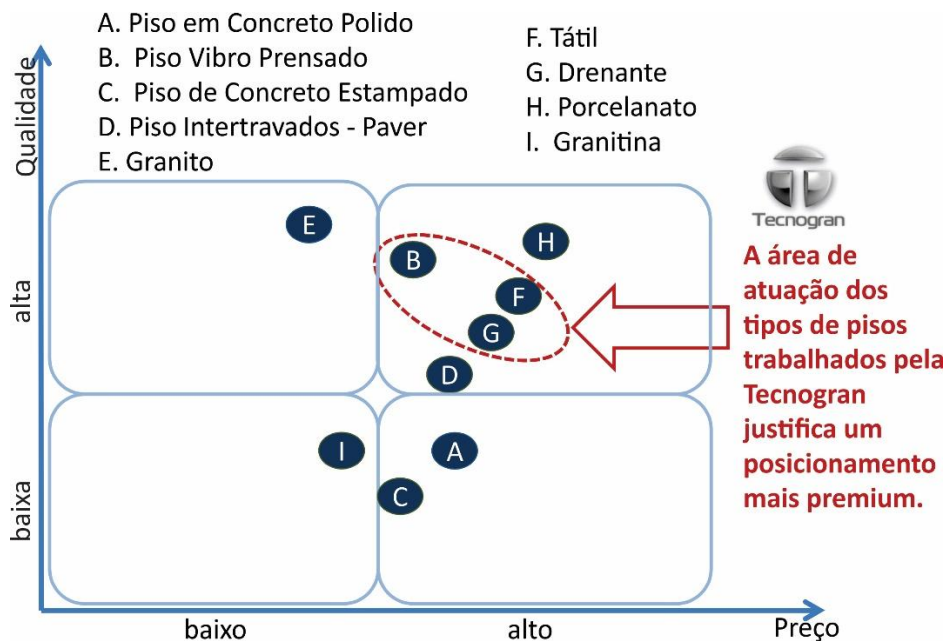 A. Piso em Concreto Polido
B. Piso Vibro Prensado
C. Piso de Concreto Estampado
D. Piso Intertravados - Paver
E. Granito
F. Tátil
G. Drenante
H. Porcelanato
I. Granitina
Qualidade
alta
baixa
E
B
H
F
G
D
I
A
C
Tecnogran
A área de
atuação dos
tipos de pisos
trabalhados pela
Tecnogran
justifica um
posicionamento
mais premium.
baixo
alto
Preço